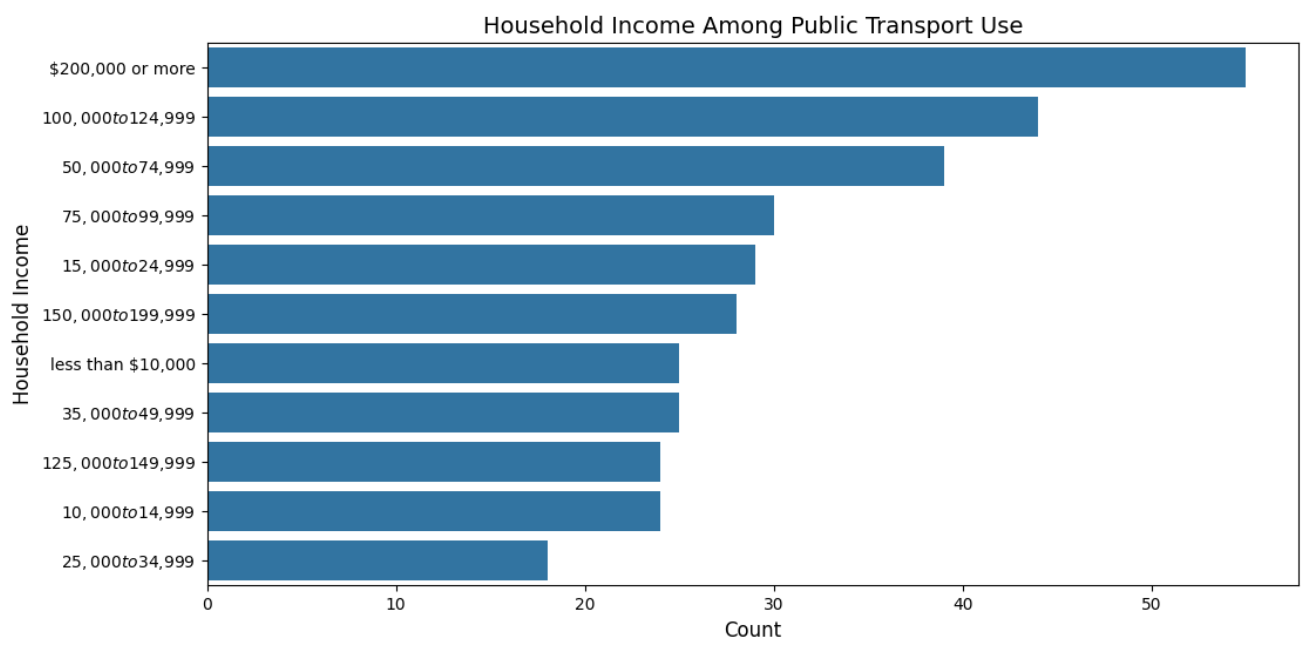 Household Income Among Public Transport Use
Household Income
$200,000 or more
100,000to124,999
50,000to74,999
75,000to99,999
15,000to24,999
150,000to199,999
less than $10,000
35,000to49,999
125,000to149,999
10,000to14,999
25,000to34,999
0 10 20 30 40 50
Count